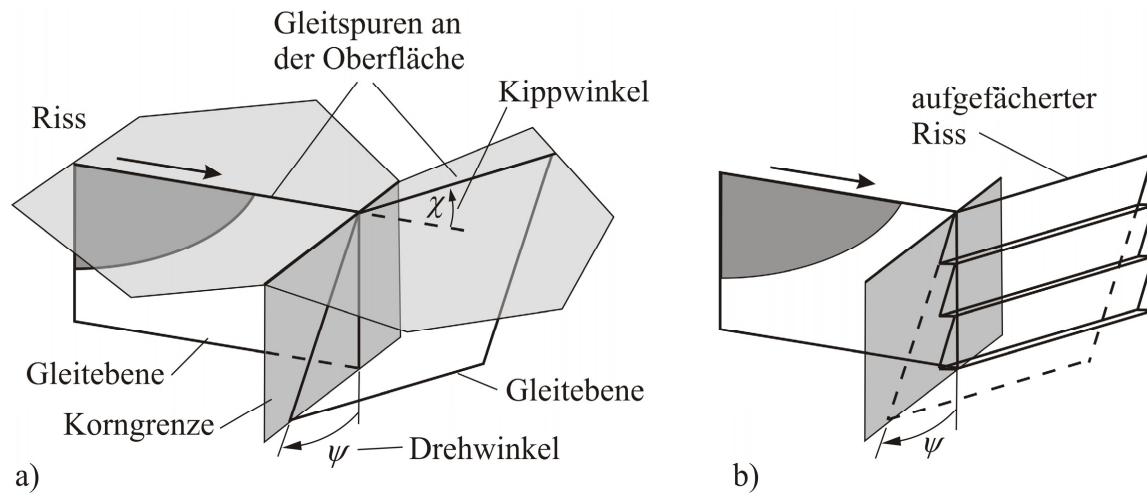 Gleitspuren an
der Oberfläche
Kippwinkel
Riss
χ
Gleitebene
Gleitebene
Korngrenze
ψ
Drehwinkel
a)
aufgefächerter
Riss
ψ
b)